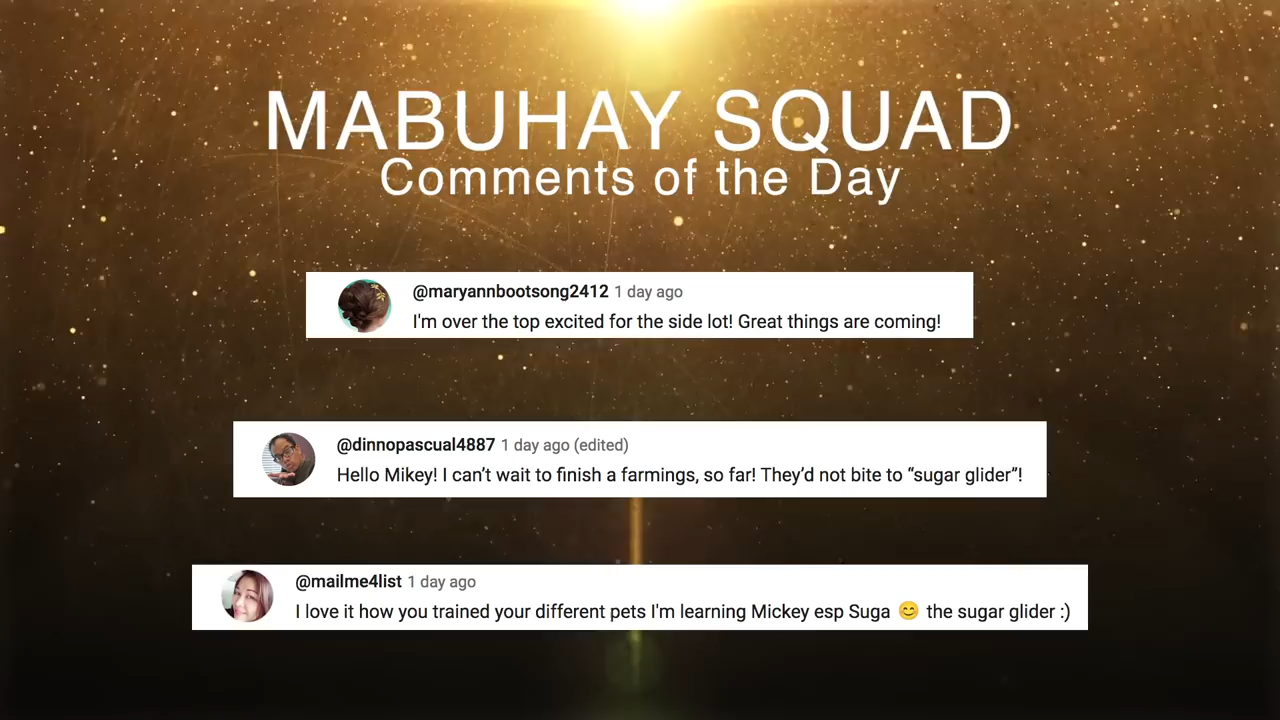 MABUHAY SQUAD
Comments of the Day
@maryannbootsong2412 1 day ago
I'm over the top excited for the side lot! Great things are coming!
@dinnopascual4887 1 day ago (edited)
Hello Mikey! I can’t wait to finish a farmings, so far! They’d not bite to “sugar glider”!
@mailme4list 1 day ago
I love it how you trained your different pets I'm learning Mickey esp Suga 😊 the sugar glider :)